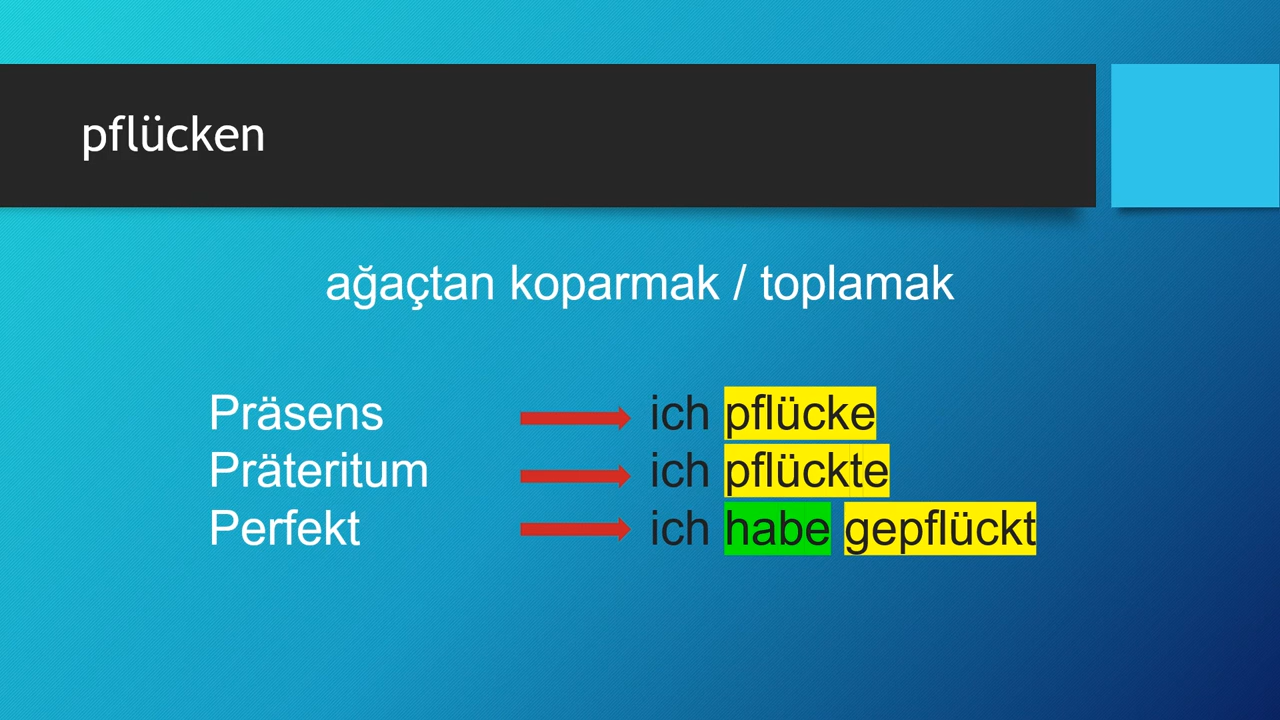 pflücken
ağaçtan koparmak / toplamak
Präsens ich pflücke
Präteritum ich pflückte
Perfekt ich habe gepflückt